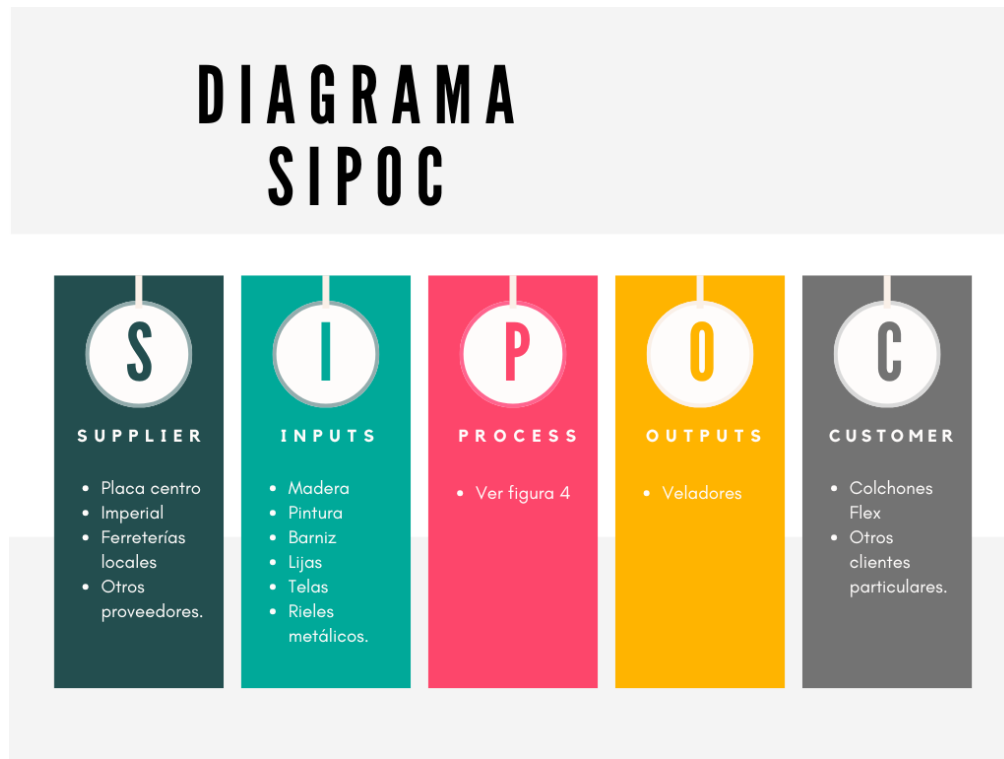 DIAGRAMA
SIPOC
S
SUPPLIER
• Placa centro
• Imperial
• Ferreterías
locales
• Otros
proveedores.
I
INPUTS
• Madera
• Pintura
• Barniz
• Lijas
• Telas
• Rieles
metálicos.
P
PROCESS
• Ver figura 4
O
OUTPUTS
• Veladores
C
CUSTOMER
• Colchones
Flex
• Otros
clientes
particulares.